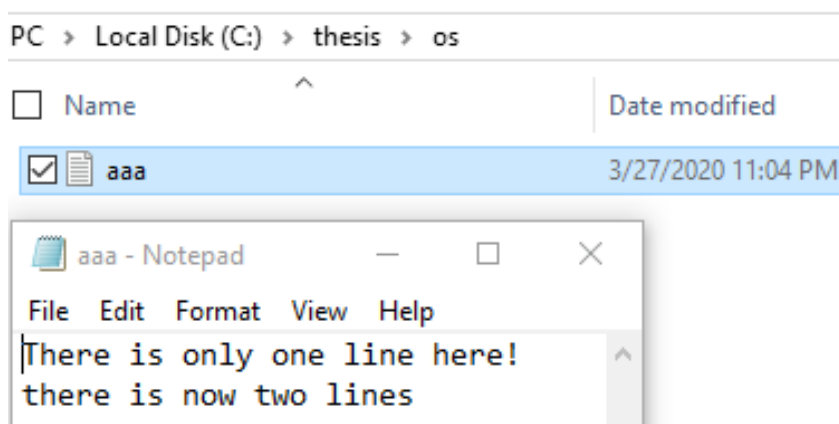 PC > Local Disk (C:) > thesis > os
Name Date modified
aaa 3/27/2020 11:04 PM
aaa - Notepad
File Edit Format View Help
There is only one line here!
there is now two lines